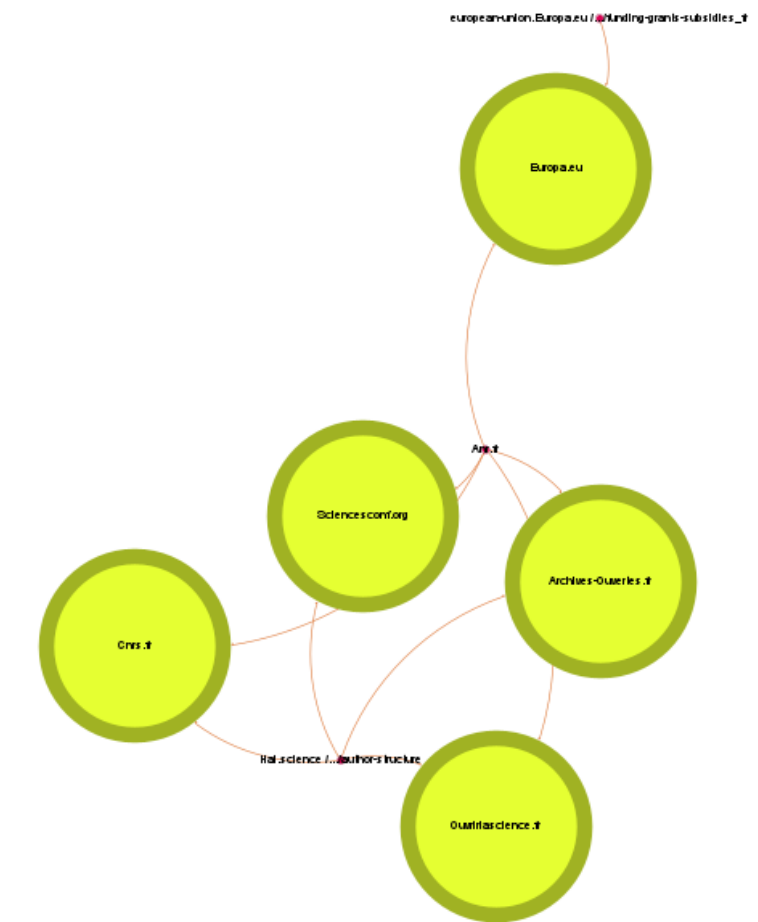 european-union.Europa.eu /.../funding-grants-subsidies_fr
Europa.eu
Anr.fr
Sciencesconf.org
Archives-Ouvertes.fr
Cnrs.fr
Hal.science /.../author-structure
Ouvrirlascience.fr